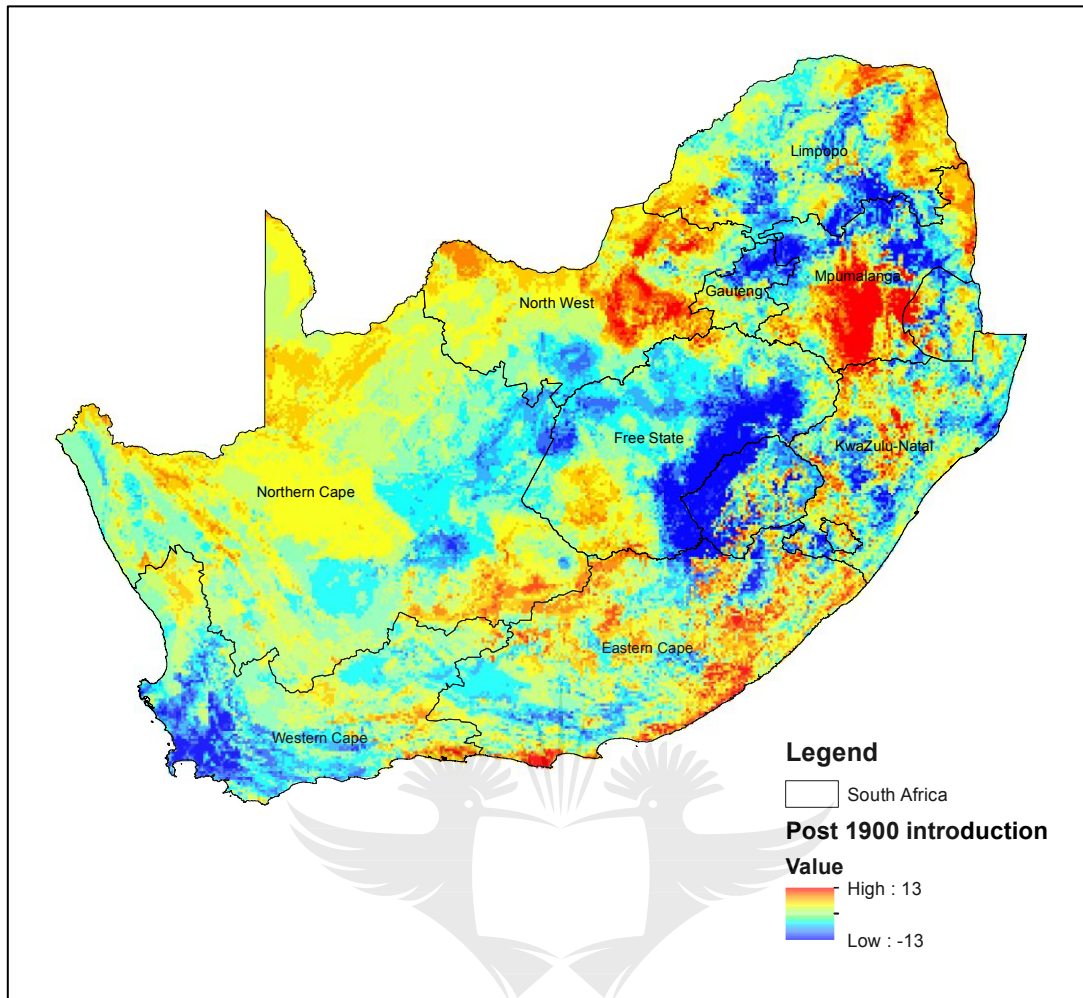 Limpopo
Mpumalanga
Gauteng
North West
Free State
KwaZulu-Natal
Northern Cape
Eastern Cape
Western Cape
Legend
South Africa
Post 1900 introduction
Value
High : 13
Low : -13